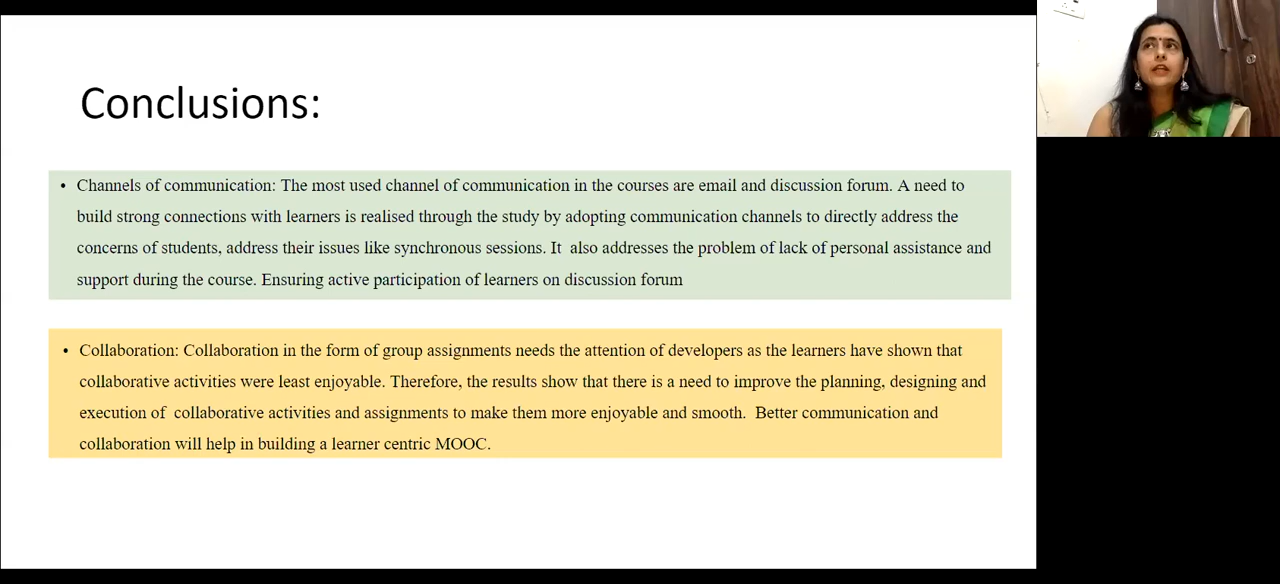 Conclusions:
• Channels of communication: The most used channel of communication in the courses are email and discussion forum. A need to
build strong connections with learners is realised through the study by adopting communication channels to directly address the
concerns of students, address their issues like synchronous sessions. It  also addresses the problem of lack of personal assistance and
support during the course. Ensuring active participation of learners on discussion forum
• Collaboration: Collaboration in the form of group assignments needs the attention of developers as the learners have shown that
collaborative activities were least enjoyable. Therefore, the results show that there is a need to improve the planning, designing and
execution of  collaborative activities and assignments to make them more enjoyable and smooth.  Better communication and
collaboration will help in building a learner centric MOOC.